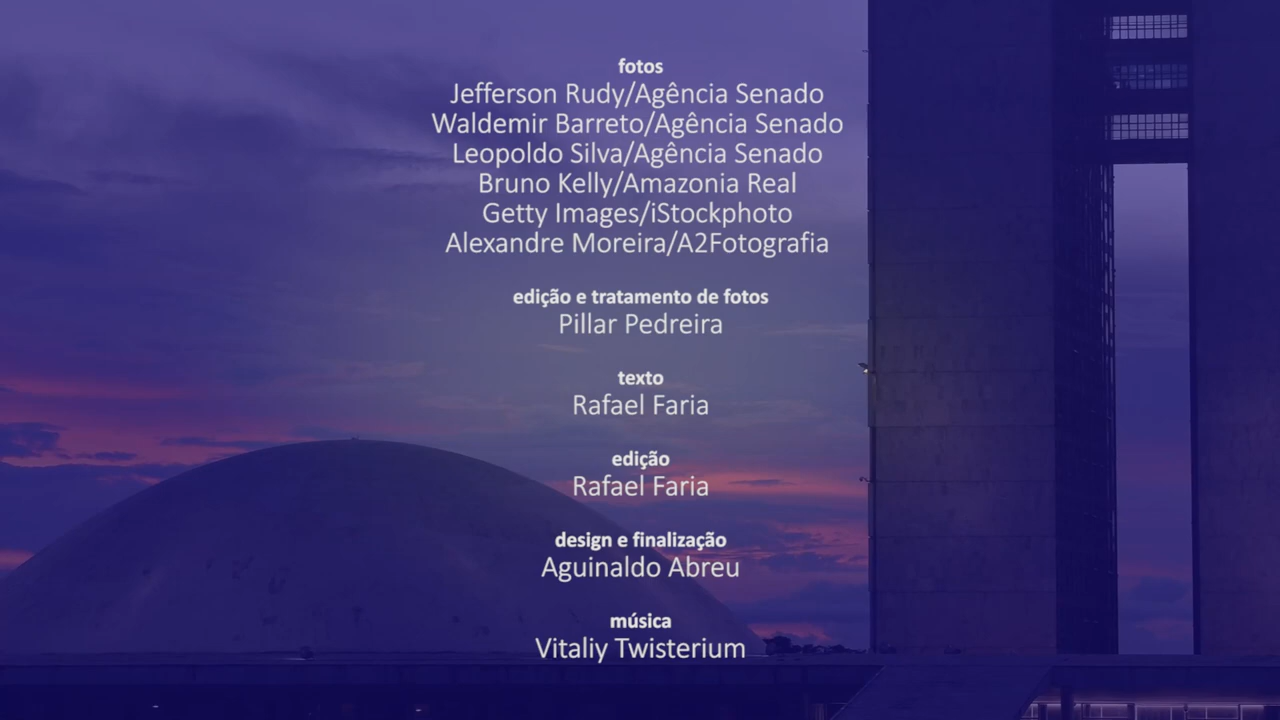 fotos
Jefferson Rudy/Agência Senado
Waldemir Barreto/Agência Senado
Leopoldo Silva/Agência Senado
Bruno Kelly/Amazonia Real
Getty Images/iStockphoto
Alexandre Moreira/A2Fotografia
edição e tratamento de fotos
Pillar Pedreira
texto
Rafael Faria
edição
Rafael Faria
design e finalização
Aguinaldo Abreu
música
Vitaliy Twisterium